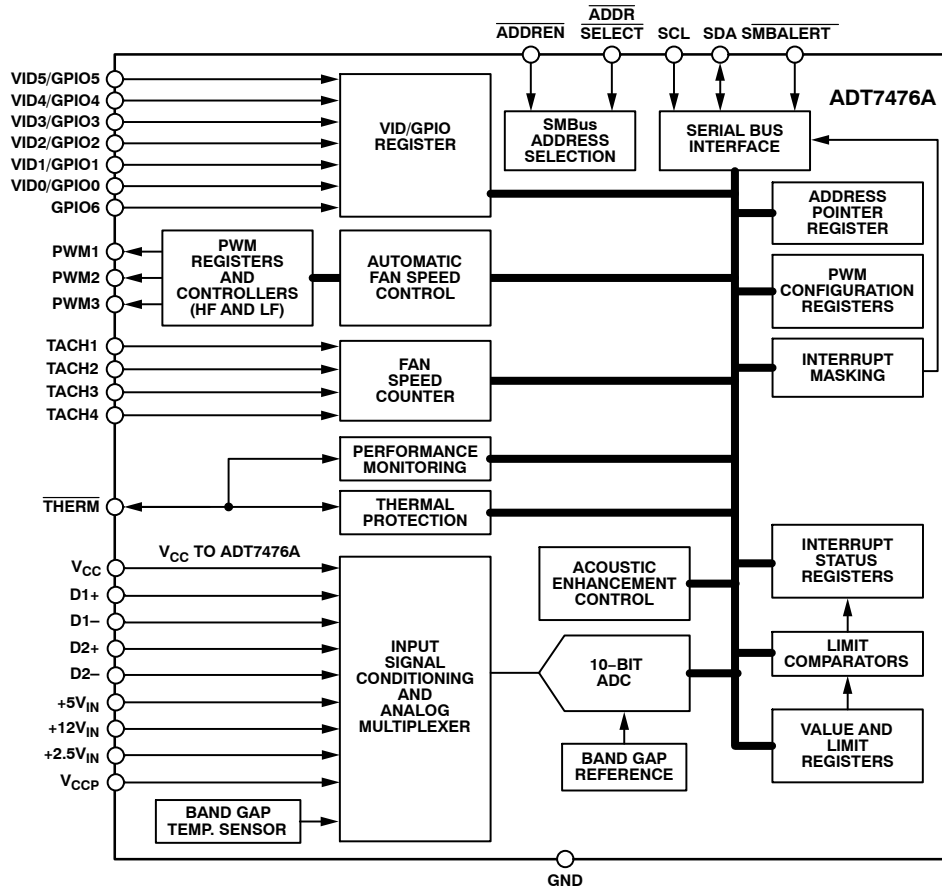 ADDREN
ADDR
SELECT
SCL
SDA
SMBALERT
ADT7476A
VID5/GPIO5
VID4/GPIO4
VID3/GPIO3
VID2/GPIO2
VID1/GPIO1
VID0/GPIO0
GPIO6
VID/GPIO
REGISTER
SMBus
ADDRESS
SELECTION
SERIAL BUS
INTERFACE
ADDRESS
POINTER
REGISTER
PWM1
PWM2
PWM3
PWM
REGISTERS
AND
CONTROLLERS
(HF AND LF)
AUTOMATIC
FAN SPEED
CONTROL
PWM
CONFIGURATION
REGISTERS
TACH1
TACH2
TACH3
TACH4
FAN
SPEED
COUNTER
INTERRUPT
MASKING
PERFORMANCE
MONITORING
THERM
THERMAL
PROTECTION
VCC
VCC TO ADT7476A
D1+
D1–
D2+
D2–
+5VIN
+12VIN
+2.5VIN
VCCP
INPUT
SIGNAL
CONDITIONING
AND
ANALOG
MULTIPLEXER
ACOUSTIC
ENHANCEMENT
CONTROL
INTERRUPT
STATUS
REGISTERS
10–BIT
ADC
LIMIT
COMPARATORS
BAND GAP
REFERENCE
VALUE AND
LIMIT
REGISTERS
BAND GAP
TEMP. SENSOR
GND